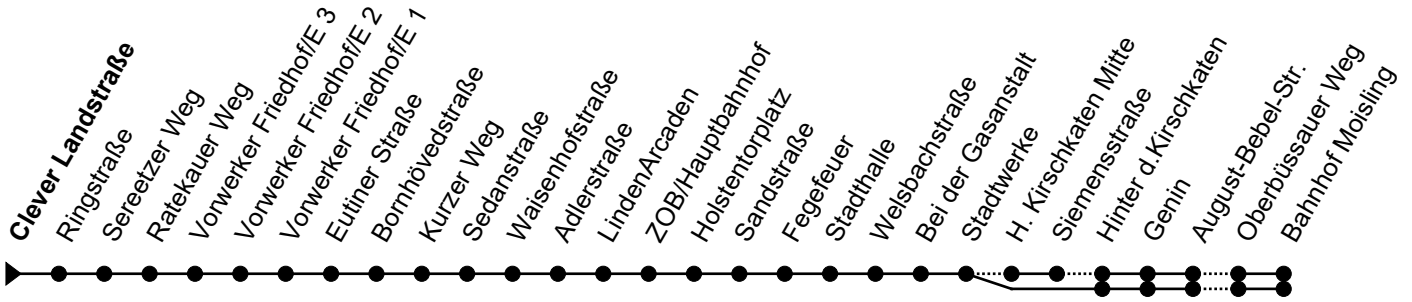 Clever Landstraße
Ringstraße
Sereetzer Weg
Ratekauer Weg
Vorwerker Friedhof/E 3
Vorwerker Friedhof/E 2
Vorwerker Friedhof/E 1
Eutiner Straße
Bornhövedstraße
Kurzer Weg
Sedanstraße
Waisenhofstraße
Adlerstraße
LindenArcaden
ZOB/Hauptbahnhof
Holstentorplatz
Sandstraße
Fegefeuer
Stadthalle
Welsbachstraße
Bei der Gasanstalt
Stadtwerke
H. Kirschkaten Mitte
Siemensstraße
Hinter d.Kirschkaten
Genin
August-Bebel-Str.
Oberbüssauer Weg
Bahnhof Moisling